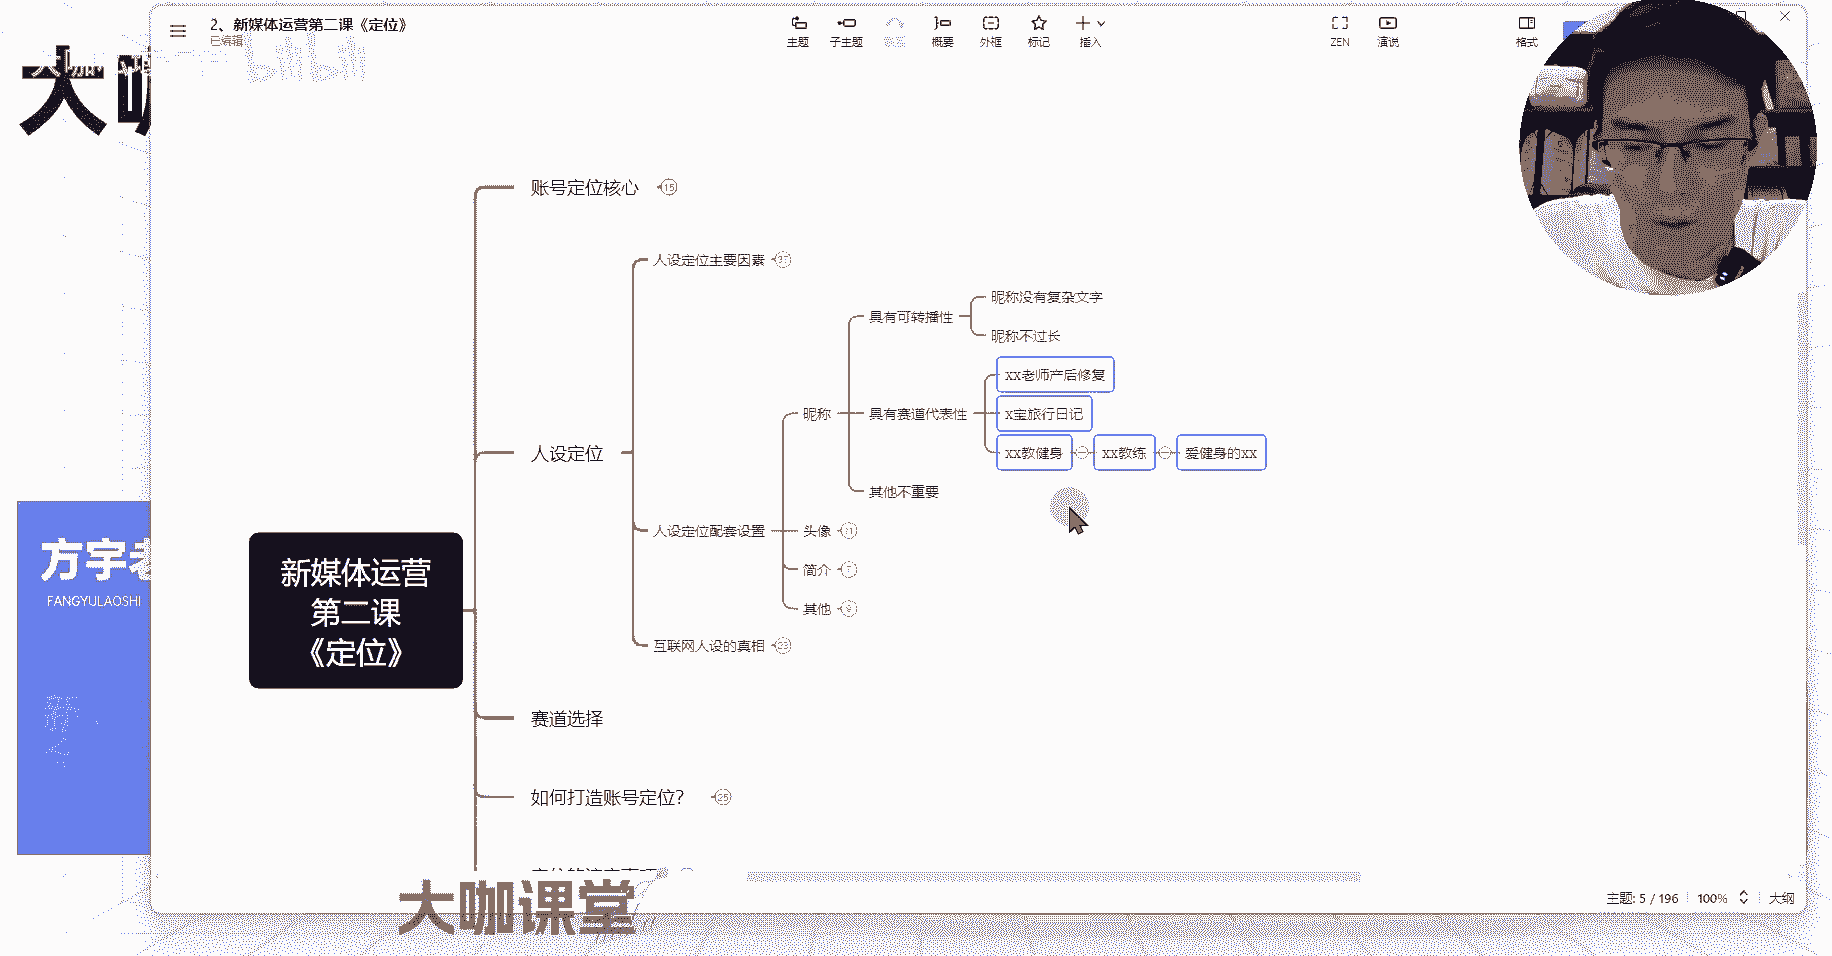 2、新媒体运营第二课《定位》
已编辑
主题
子主题
概要
外框
标记
插入
ZEN
演说
格式
bilibili
大咖
账号定位核心
15
人设定位主要因素
昵称没有复杂文字
具有可转播性
昵称不过长
xx老师产后修复
昵称
具有赛道代表性
x宝旅行日记
人设定位
xx教健身
xx教练
爱健身的xx
其他不重要
人设定位配套设置
头像
简介
其他
方宇老
FANGYULAOSHI
新媒体运营
第二课
《定位》
互联网人设的真相
23
赛道选择
如何打造账号定位？
25
大咖课堂
主题: 5 / 196
100%
大纲